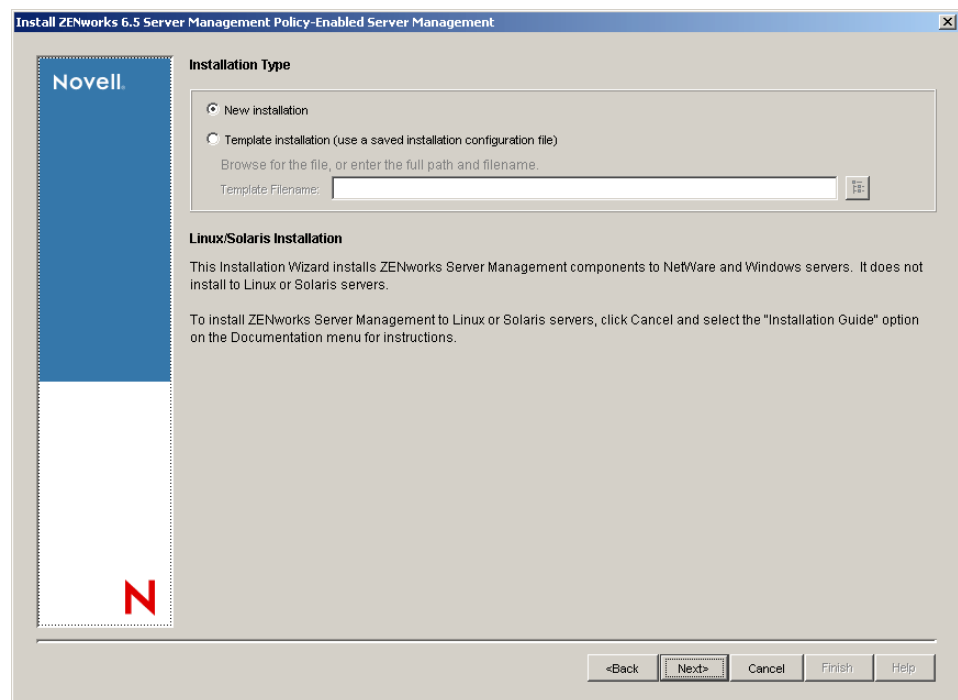 Install ZENworks 6.5 Server Management Policy-Enabled Server Management
Novell.
Installation Type
New installation
Template installation (use a saved installation configuration file)
Browse for the file, or enter the full path and filename.
Template Filename:
Linux/Solaris Installation
This Installation Wizard installs ZENworks Server Management components to NetWare and Windows servers. It does not
install to Linux or Solaris servers.
To install ZENworks Server Management to Linux or Solaris servers, click Cancel and select the "Installation Guide" option
on the Documentation menu for instructions.
N
<Back Next> Cancel Finish Help